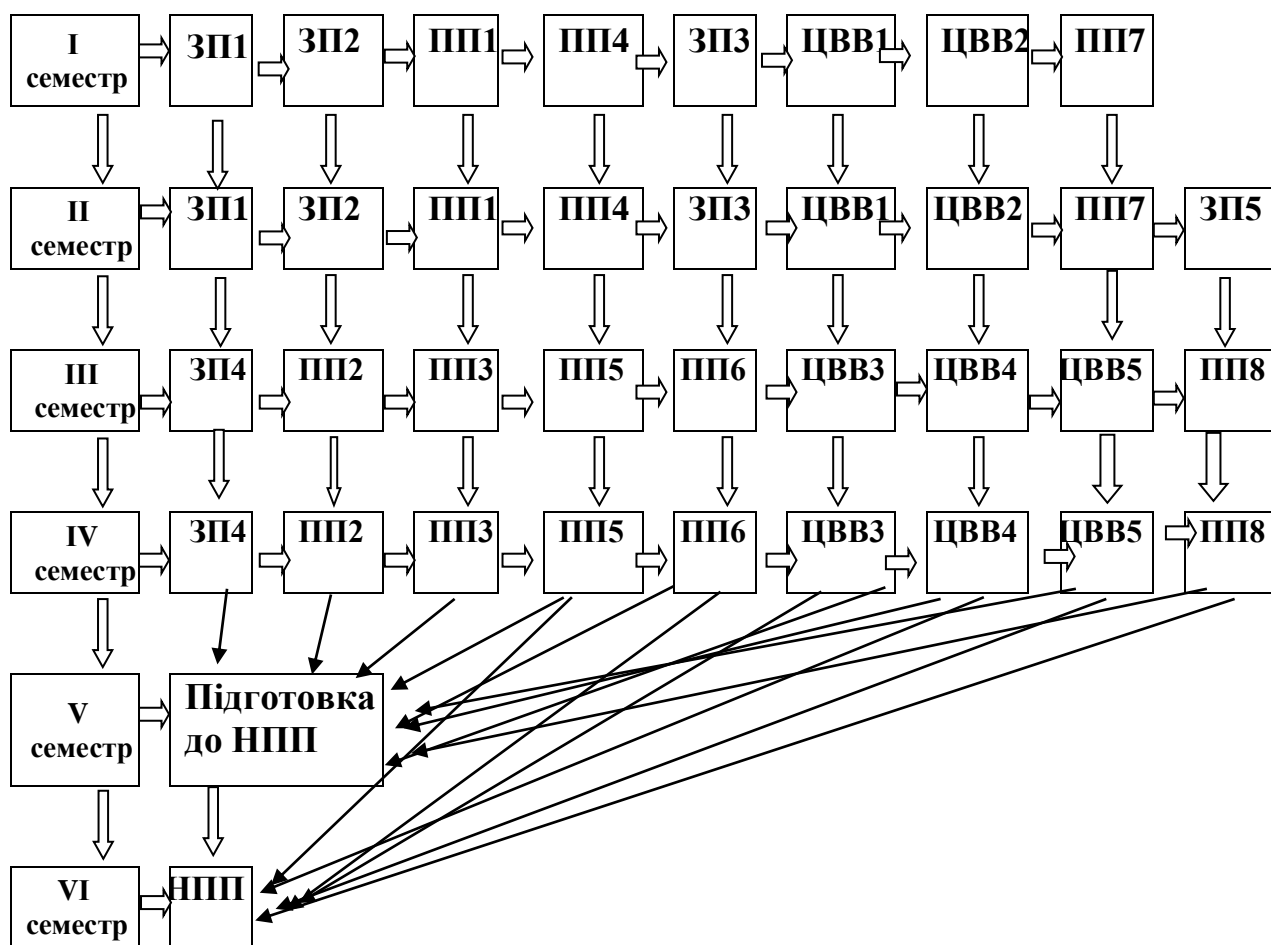 I семестр ЗП1 ЗП2 ПП1 ПП4 ЗП3 ЦВВ1 ЦВВ2 ПП7
II семестр ЗП1 ЗП2 ПП1 ПП4 ЗП3 ЦВВ1 ЦВВ2 ПП7 ЗП5
III семестр ЗП4 ПП2 ПП3 ПП5 ПП6 ЦВВ3 ЦВВ4 ЦВВ5 ПП8
IV семестр ЗП4 ПП2 ПП3 ПП5 ПП6 ЦВВ3 ЦВВ4 ЦВВ5 ПП8
V семестр
Підготовка
до НПП
VI семестр НПП